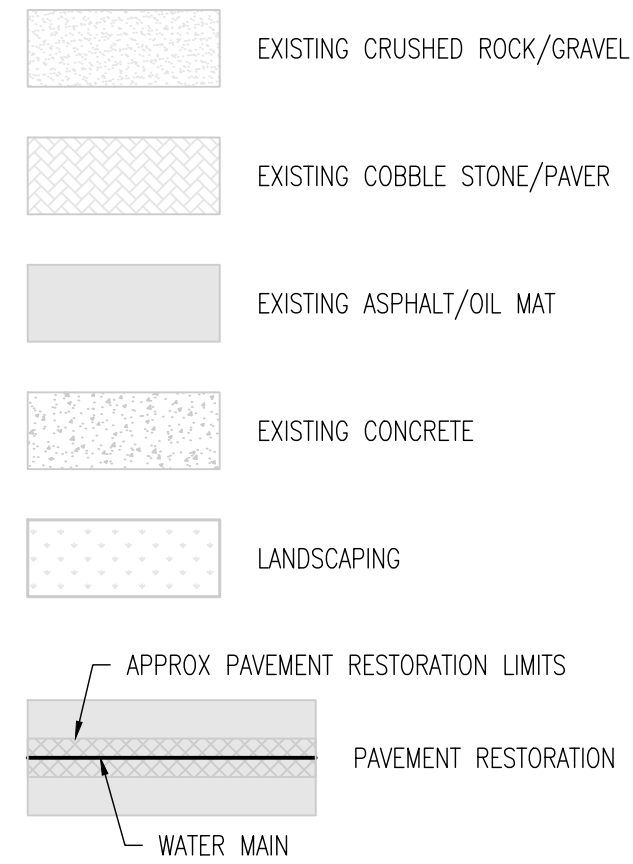 EXISTING CRUSHED ROCK/GRAVEL
EXISTING COBBLE STONE/PAVER
EXISTING ASPHALT/OIL MAT
EXISTING CONCRETE
LANDSCAPING
APPROX PAVEMENT RESTORATION LIMITS
PAVEMENT RESTORATION
WATER MAIN